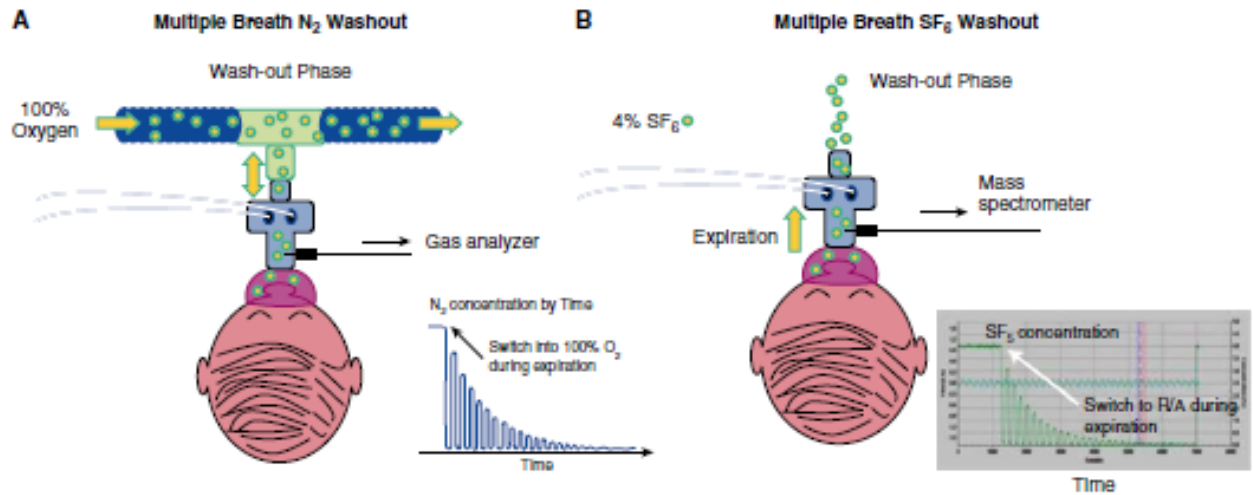 A
Multiple Breath N₂ Washout
Wash-out Phase
100%
Oxygen
Gas analyzer
N₂ concentration by Time
Switch into 100% O₂
during expiration
Time
B
Multiple Breath SF₆ Washout
Wash-out Phase
4% SF₆
Mass
spectrometer
Expiration
SF₆ concentration
Switch to R/A during
expiration
Time